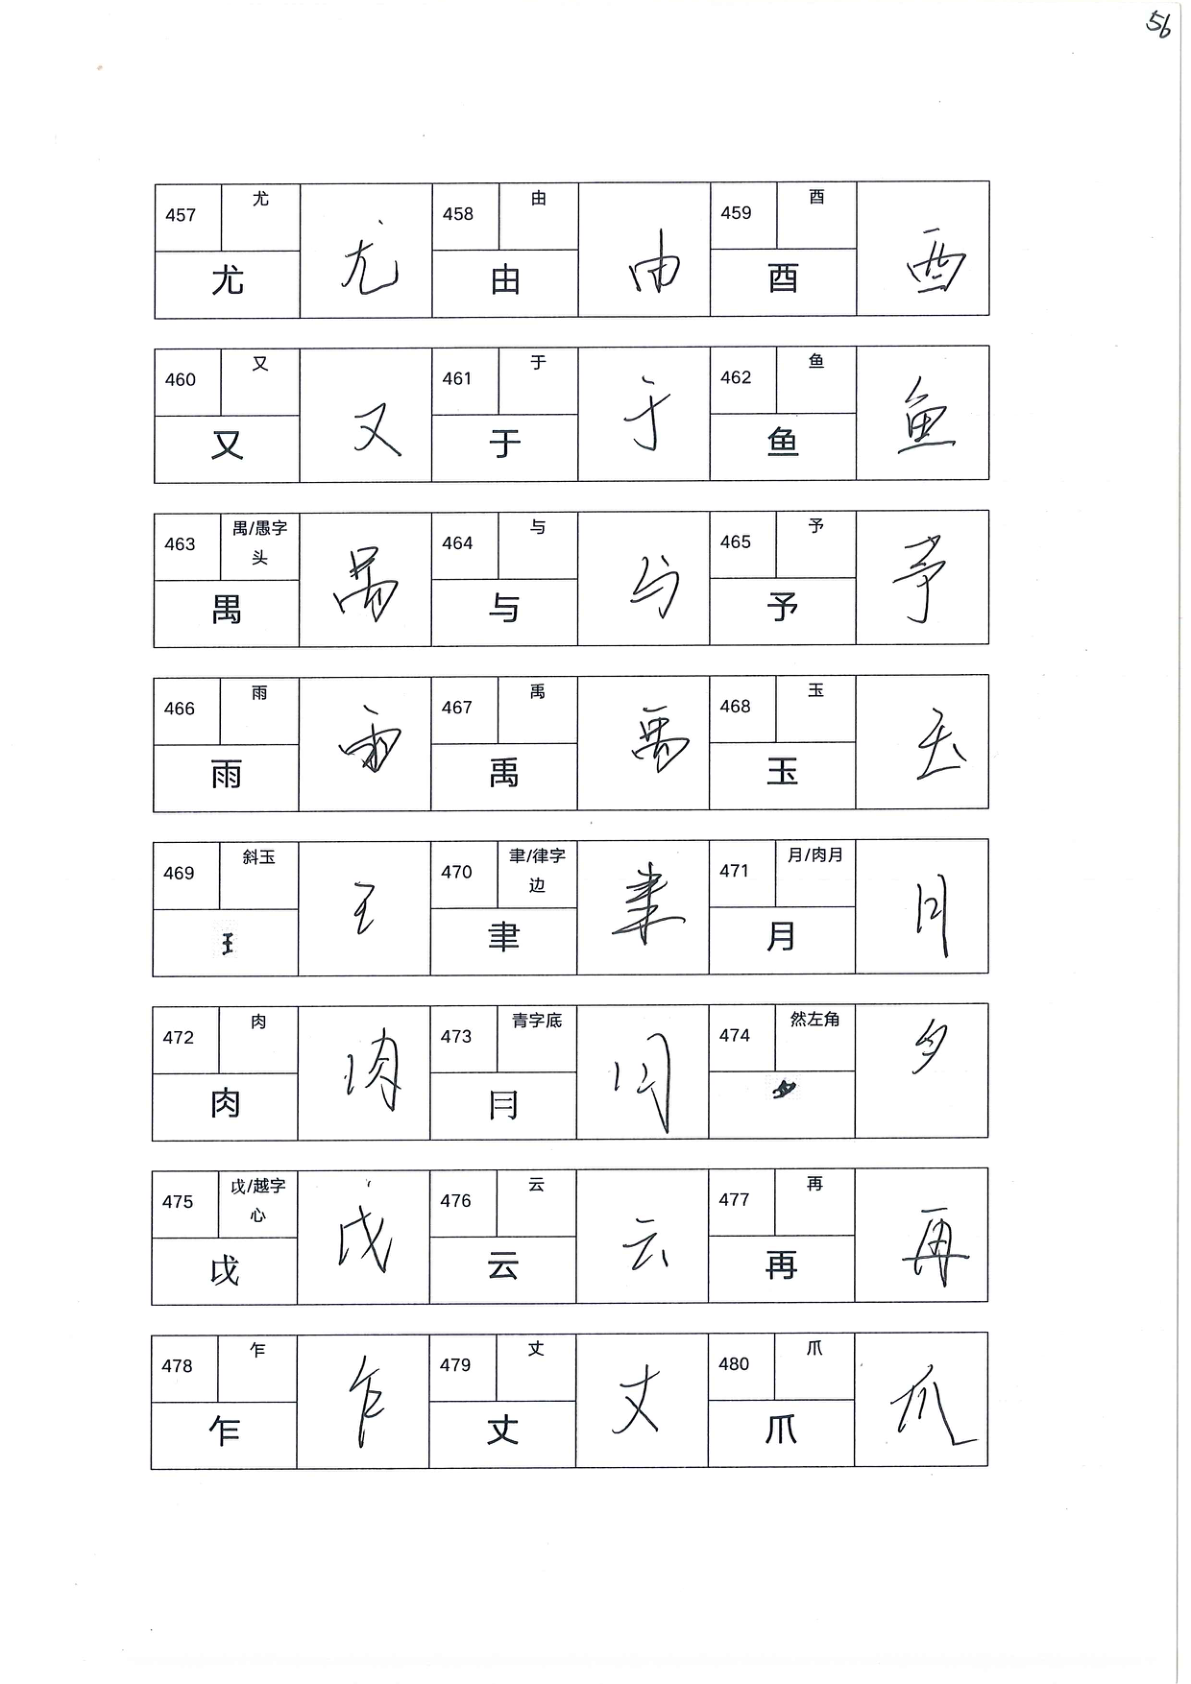 56
457 尤 尤 尤 458 由 由 由 459 酉 酉 酉
460 又 又 又 461 于 于 于 462 鱼 鱼 鱼
463 禺/愚字头 禺 禺 464 与 与 与 465 予 予 予
466 雨 雨 雨 467 禹 禹 禹 468 玉 玉 玉
469 斜玉 𤣩 王 470 聿/律字边 聿 聿 471 月/肉月 月 月
472 肉 肉 肉 473 青字底 ⺝ 474 然左角
475 戉/越字心 戉 戉 476 云 云 云 477 再 再 再
478 乍 乍 乍 479 丈 丈 丈 480 爪 爪 爪